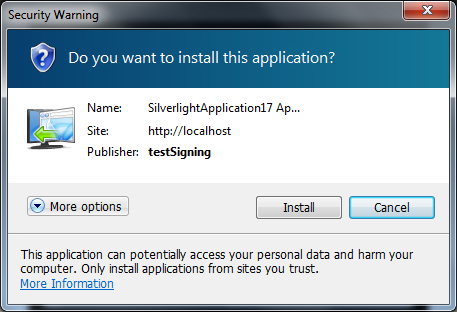 Security Warning
Do you want to install this application?
Name: SilverlightApplication17 Ap...
Site: http://localhost
Publisher: testSigning
More options Install Cancel
This application can potentially access your personal data and harm your
computer. Only install applications from sites you trust.
More Information